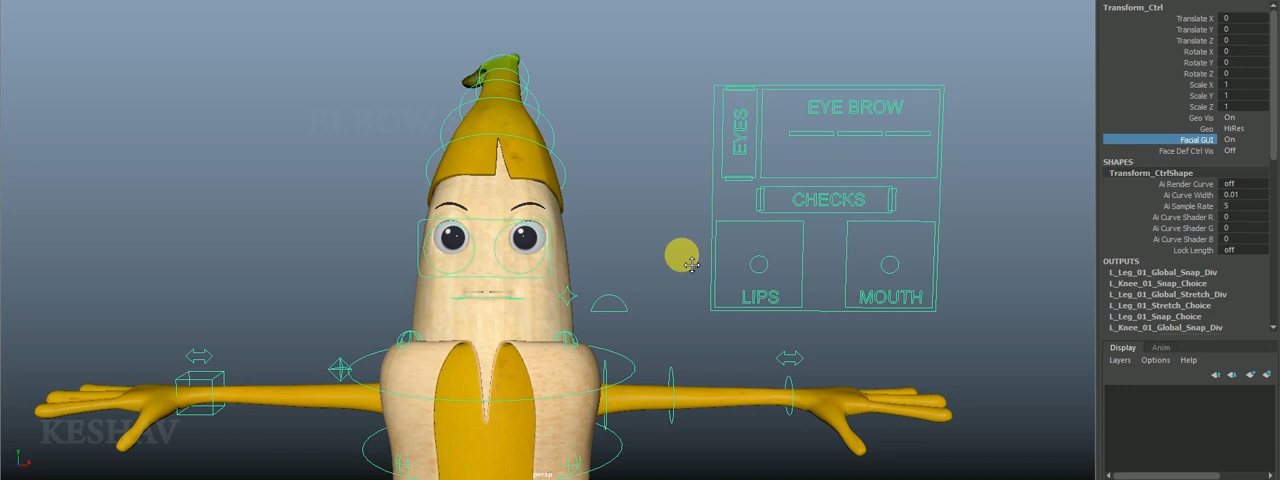 Transform_Ctrl
Translate X 0
Translate Y 0
Translate Z 0
Rotate X 0
Rotate Y 0
Rotate Z 0
Scale X 1
Scale Y 1
Scale Z 1
Geo Vis On
Geo HiRes
Facial GUI On
Face Def Ctrl Vis Off
SHAPES
Transform_CtrlShape
Ai Render Curve off
Ai Curve Width 0.01
Ai Sample Rate 5
Ai Curve Shader R 0
Ai Curve Shader G 0
Ai Curve Shader B 0
Lock Length off
OUTPUTS
L_Leg_01_Global_Snap_Div
L_Knee_01_Snap_Choice
L_Leg_01_Global_Stretch_Div
L_Leg_01_Stretch_Choice
L_Leg_01_Snap_Choice
L_Knee_01_Global_Snap_Div
Display Anim
Layers Options Help
EYES
EYE BROW
CHECKS
LIPS
MOUTH
KESHAV
persp
y
x